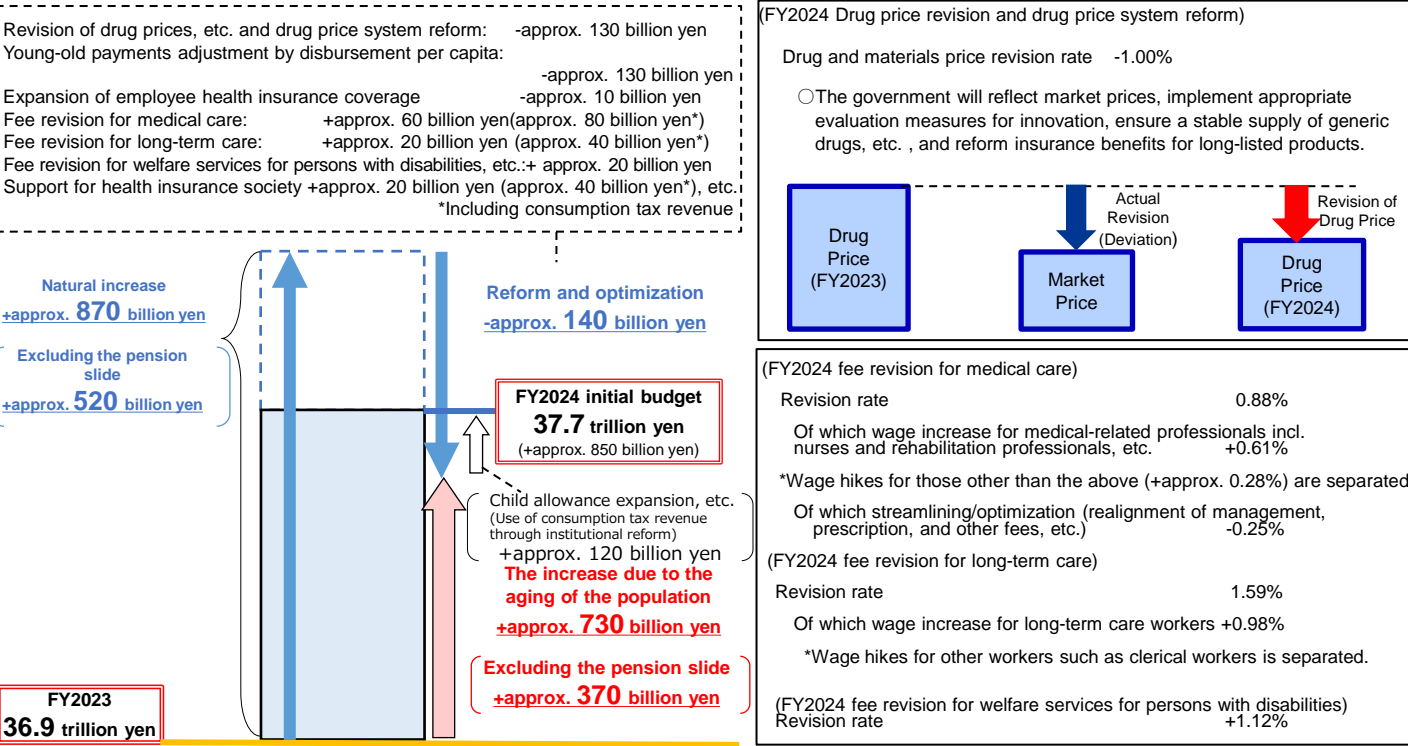 Revision of drug prices, etc. and drug price system reform: -approx. 130 billion yen
Young-old payments adjustment by disbursement per capita:
-approx. 130 billion yen
Expansion of employee health insurance coverage -approx. 10 billion yen
Fee revision for medical care: +approx. 60 billion yen(approx. 80 billion yen*)
Fee revision for long-term care: +approx. 20 billion yen (approx. 40 billion yen*)
Fee revision for welfare services for persons with disabilities, etc.:+ approx. 20 billion yen
Support for health insurance society +approx. 20 billion yen (approx. 40 billion yen*), etc.
*Including consumption tax revenue
Natural increase
+approx. 870 billion yen
Excluding the pension
slide
+approx. 520 billion yen
Reform and optimization
-approx. 140 billion yen
FY2024 initial budget
37.7 trillion yen
(+approx. 850 billion yen)
Child allowance expansion, etc.
(Use of consumption tax revenue
through institutional reform)
+approx. 120 billion yen
The increase due to the
aging of the population
+approx. 730 billion yen
Excluding the pension slide
+approx. 370 billion yen
FY2023
36.9 trillion yen
(FY2024 Drug price revision and drug price system reform)
Drug and materials price revision rate -1.00%
○The government will reflect market prices, implement appropriate
evaluation measures for innovation, ensure a stable supply of generic
drugs, etc. , and reform insurance benefits for long-listed products.
Drug
Price
(FY2023)
Actual
Revision
(Deviation)
Market
Price
Revision of
Drug Price
Drug
Price
(FY2024)
(FY2024 fee revision for medical care)
Revision rate 0.88%
Of which wage increase for medical-related professionals incl.
nurses and rehabilitation professionals, etc. +0.61%
*Wage hikes for those other than the above (+approx. 0.28%) are separated
Of which streamlining/optimization (realignment of management,
prescription, and other fees, etc.) -0.25%
(FY2024 fee revision for long-term care)
Revision rate 1.59%
Of which wage increase for long-term care workers +0.98%
*Wage hikes for other workers such as clerical workers is separated.
(FY2024 fee revision for welfare services for persons with disabilities)
Revision rate +1.12%